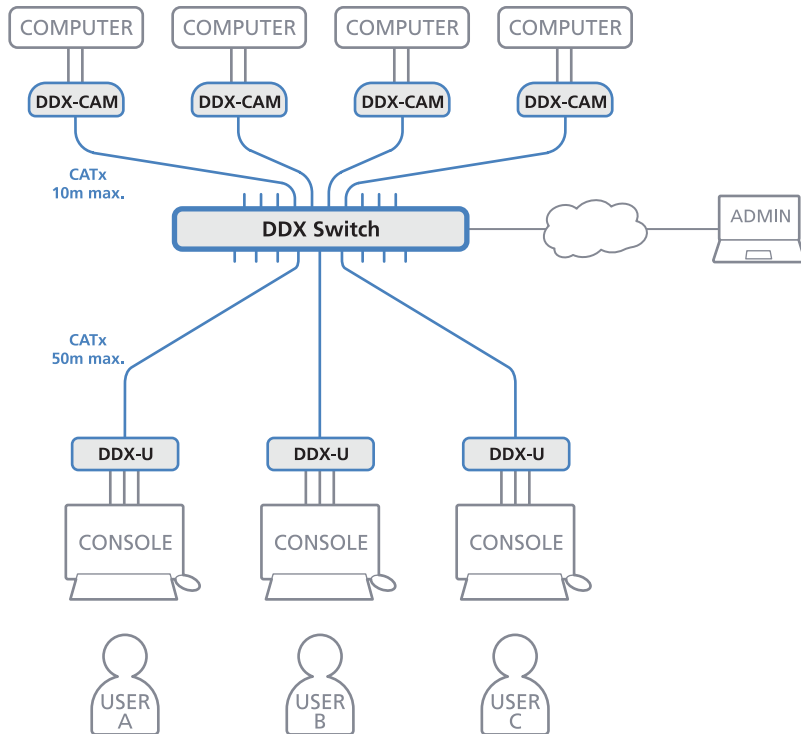 COMPUTER
COMPUTER
COMPUTER
COMPUTER
DDX-CAM
DDX-CAM
DDX-CAM
DDX-CAM
CATx
10m max.
DDX Switch
ADMIN
CATx
50m max.
DDX-U
DDX-U
DDX-U
CONSOLE
CONSOLE
CONSOLE
USER
A
USER
B
USER
C